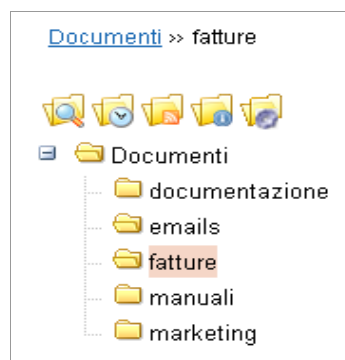 Documenti » fatture
Documenti
documentazione
emails
fatture
manuali
marketing